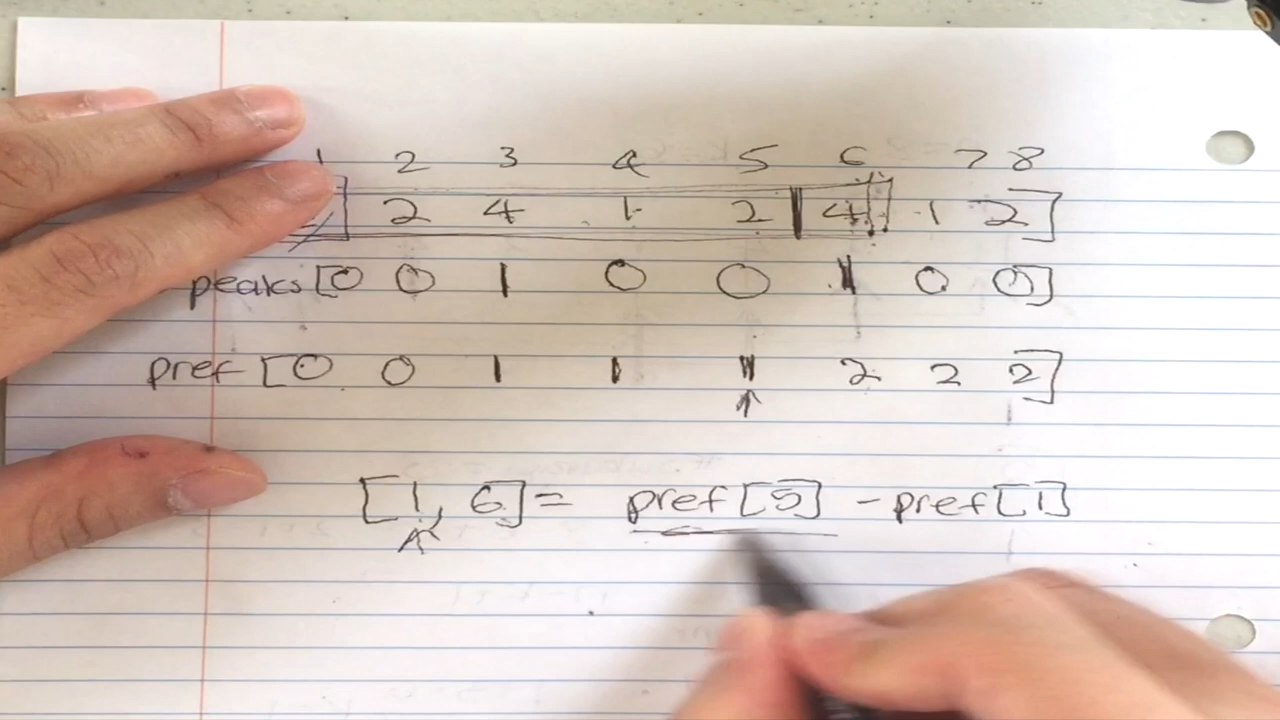 1 2 3 4 5 6 7 8
2 4 1 2 4 1 2]
peaks [0 0 1 0 0 1 0 0]
pref [0 0 1 1 1 2 2 2]
[1, 6] = pref[5] - pref[1]